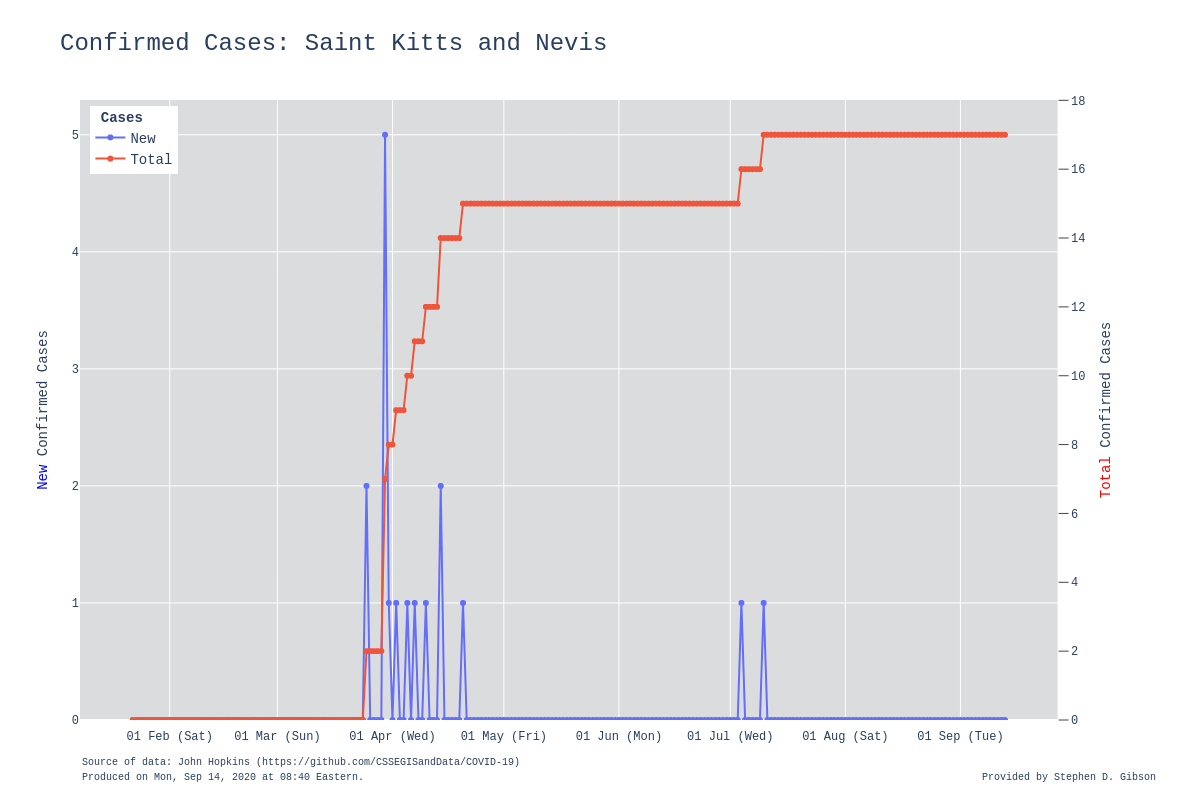 Confirmed Cases: Saint Kitts and Nevis
Cases
New
Total
5
4
3
2
1
0
New Confirmed Cases
18
16
14
12
10
8
6
4
2
0
Total Confirmed Cases
01 Feb (Sat)
01 Mar (Sun)
01 Apr (Wed)
01 May (Fri)
01 Jun (Mon)
01 Jul (Wed)
01 Aug (Sat)
01 Sep (Tue)
Source of data: John Hopkins (https://github.com/CSSEGISandData/COVID-19)
Produced on Mon, Sep 14, 2020 at 08:40 Eastern.
Provided by Stephen D. Gibson